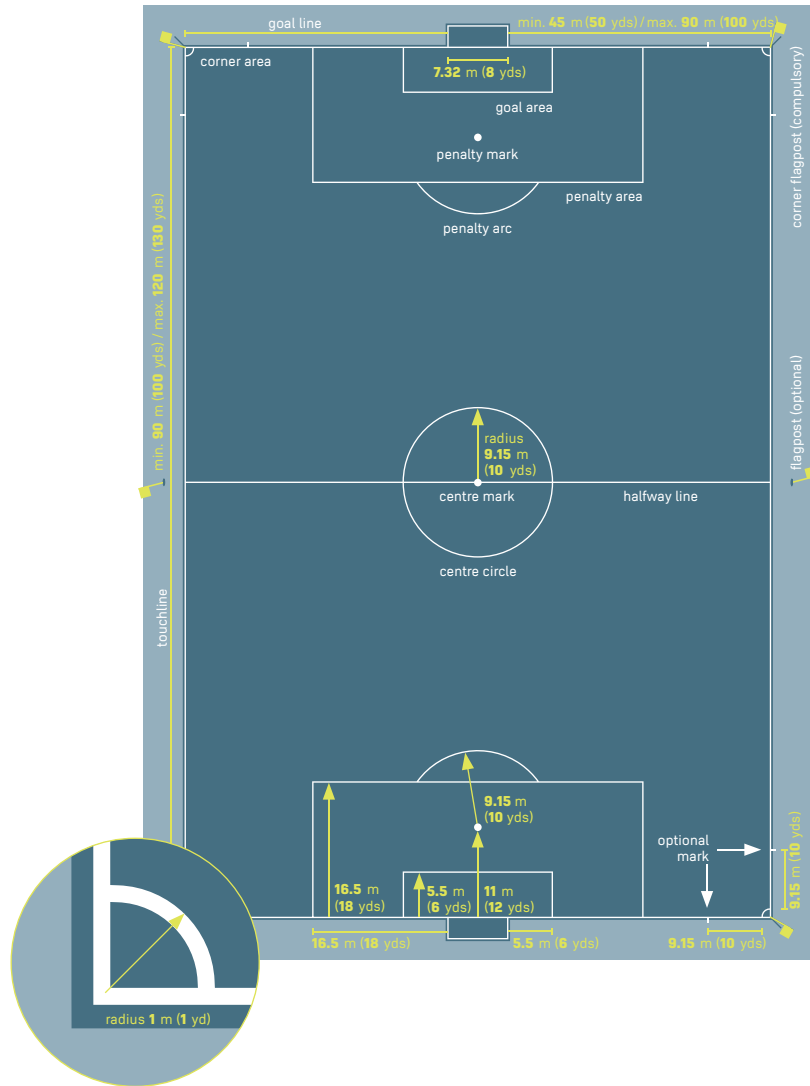 goal line
min. 45 m (50 yds) / max. 90 m (100 yds)
corner area
7.32 m (8 yds)
goal area
penalty mark
penalty area
penalty arc
corner flagpost (compulsory)
min. 90 m (100 yds) / max. 120 m (130 yds)
radius
9.15 m
(10 yds)
centre mark
halfway line
flagpost (optional)
centre circle
touchline
9.15 m
(10 yds)
optional
mark
9.15 m (10 yds)
16.5 m
(18 yds)
5.5 m
(6 yds)
11 m
(12 yds)
16.5 m (18 yds)
5.5 m (6 yds)
9.15 m (10 yds)
radius 1 m (1 yd)